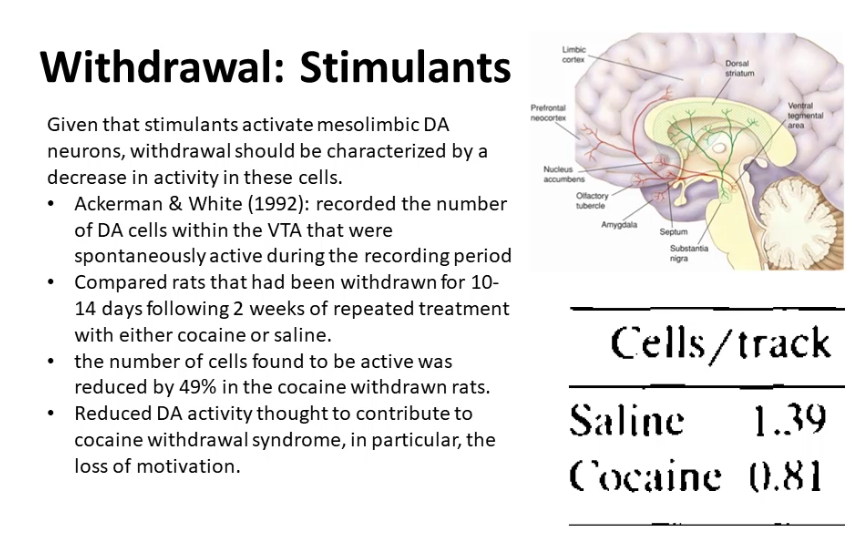 Withdrawal: Stimulants
Given that stimulants activate mesolimbic DA
neurons, withdrawal should be characterized by a
decrease in activity in these cells.
• Ackerman & White (1992): recorded the number
of DA cells within the VTA that were
spontaneously active during the recording period
• Compared rats that had been withdrawn for 10-
14 days following 2 weeks of repeated treatment
with either cocaine or saline.
• the number of cells found to be active was
reduced by 49% in the cocaine withdrawn rats.
• Reduced DA activity thought to contribute to
cocaine withdrawal syndrome, in particular, the
loss of motivation.
Limbic
cortex
Dorsal
striatum
Prefrontal
neocortex
Ventral
tegmental
area
Nucleus
accumbens
Olfactory
tubercle
Amygdala
Septum
Substantia
nigra
Cells/track
Saline 1.39
Cocaine 0.81